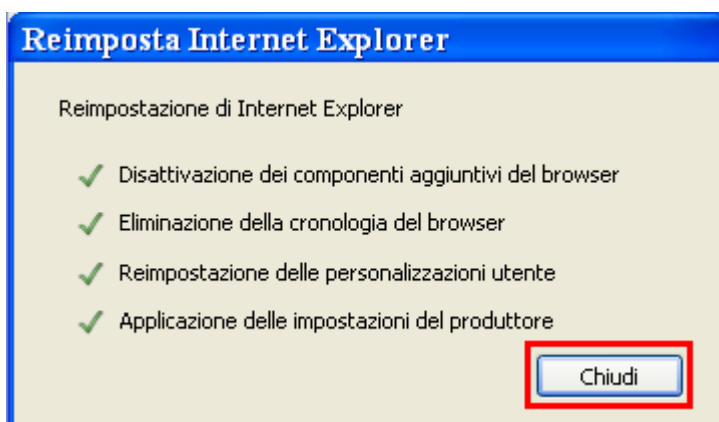 Reimposta Internet Explorer
Reimpostazione di Internet Explorer
Disattivazione dei componenti aggiuntivi del browser
Eliminazione della cronologia del browser
Reimpostazione delle personalizzazioni utente
Applicazione delle impostazioni del produttore
Chiudi